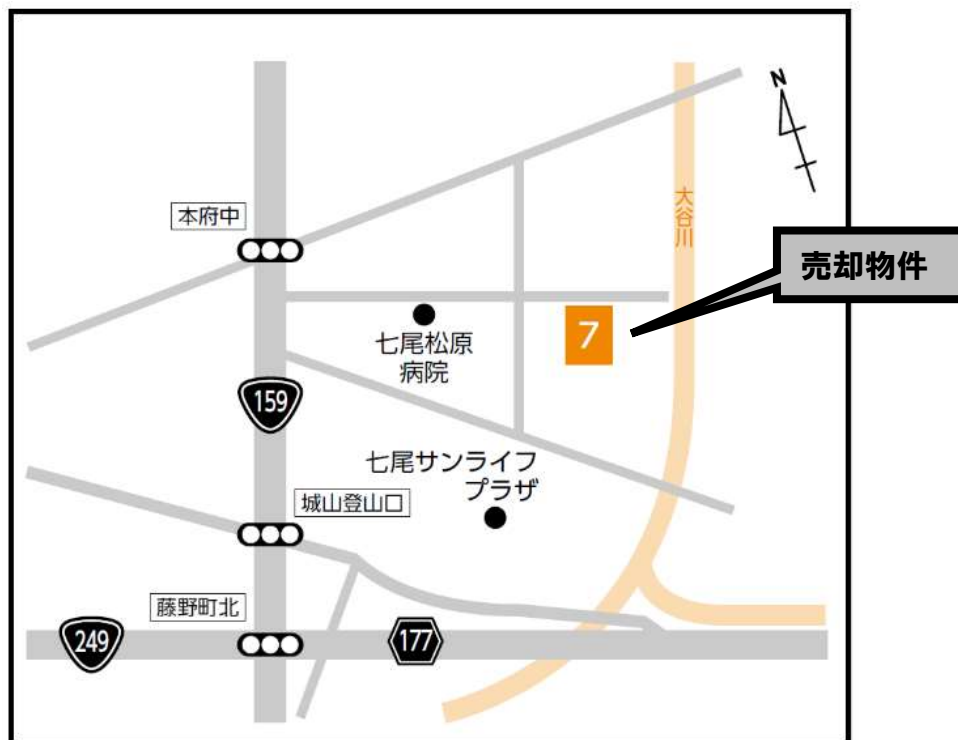 N
本府中
大谷川
売却物件
7
七尾松原
病院
159
七尾サンライフ
プラザ
城山登山口
藤野町北
249
177